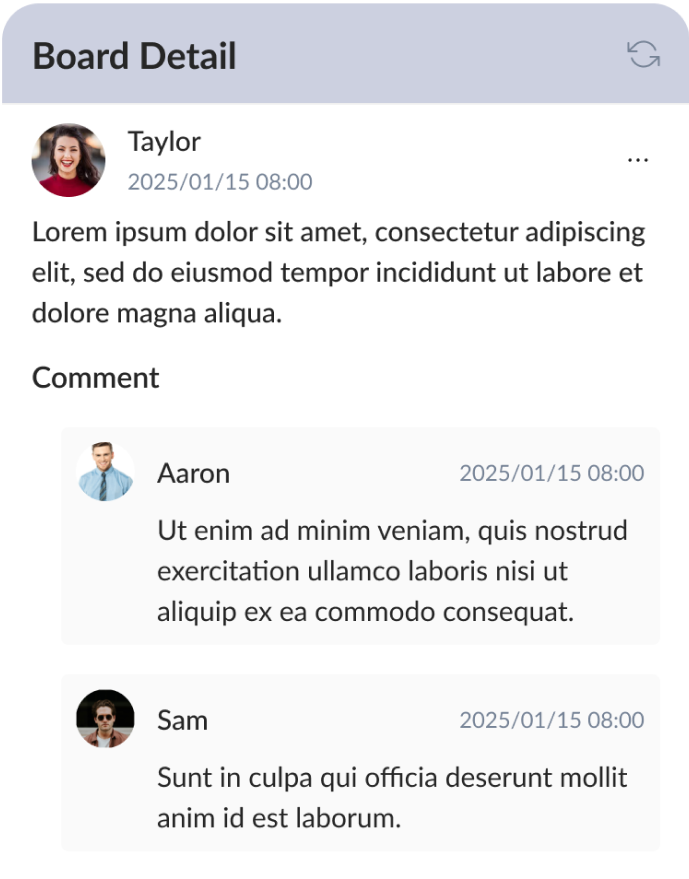 Board Detail
Taylor
...
2025/01/15 08:00
Lorem ipsum dolor sit amet, consectetur adipiscing
elit, sed do eiusmod tempor incididunt ut labore et
dolore magna aliqua.
Comment
Aaron
2025/01/15 08:00
Ut enim ad minim veniam, quis nostrud
exercitation ullamco laboris nisi ut
aliquip ex ea commodo consequat.
Sam
2025/01/15 08:00
Sunt in culpa qui officia deserunt mollit
anim id est laborum.